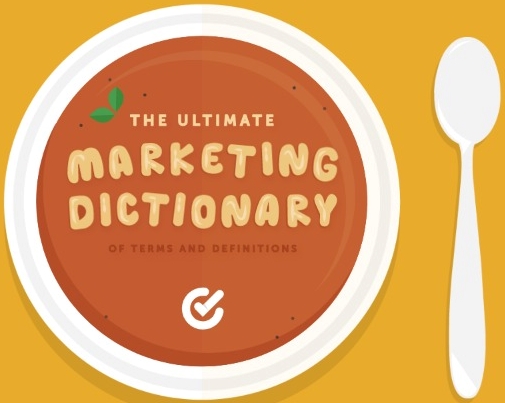 THE ULTIMATE
MARKETING
DICTIONARY
OF TERMS AND DEFINITIONS